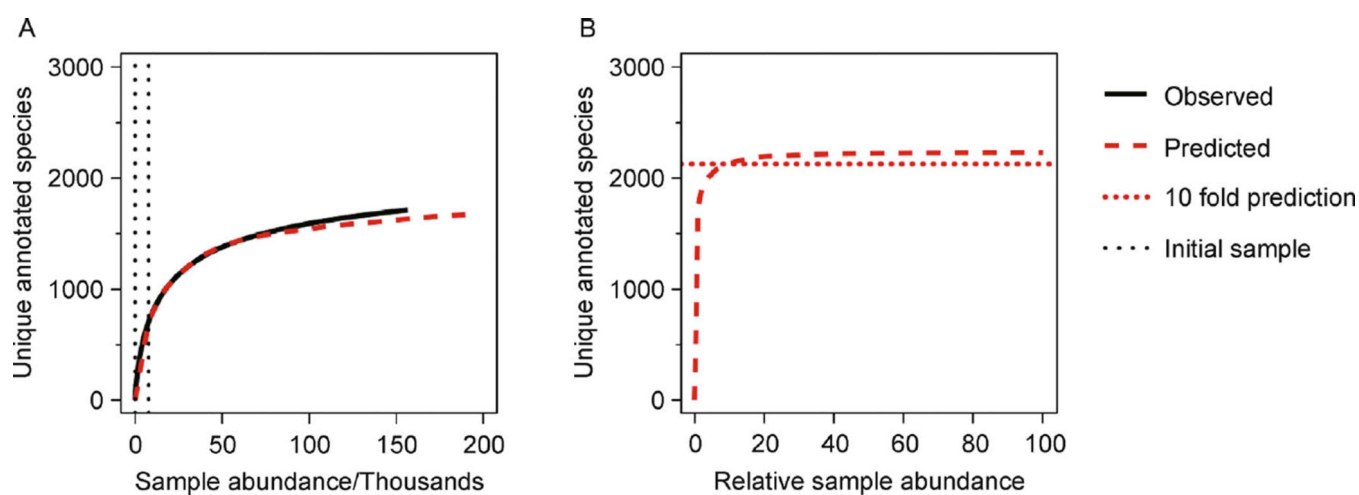 A
3000
2000
1000
0
Unique annotated species
0 50 100 150 200
Sample abundance/Thousands
B
3000
2000
1000
0
Unique annotated species
0 20 40 60 80 100
Relative sample abundance
Observed
Predicted
10 fold prediction
Initial sample